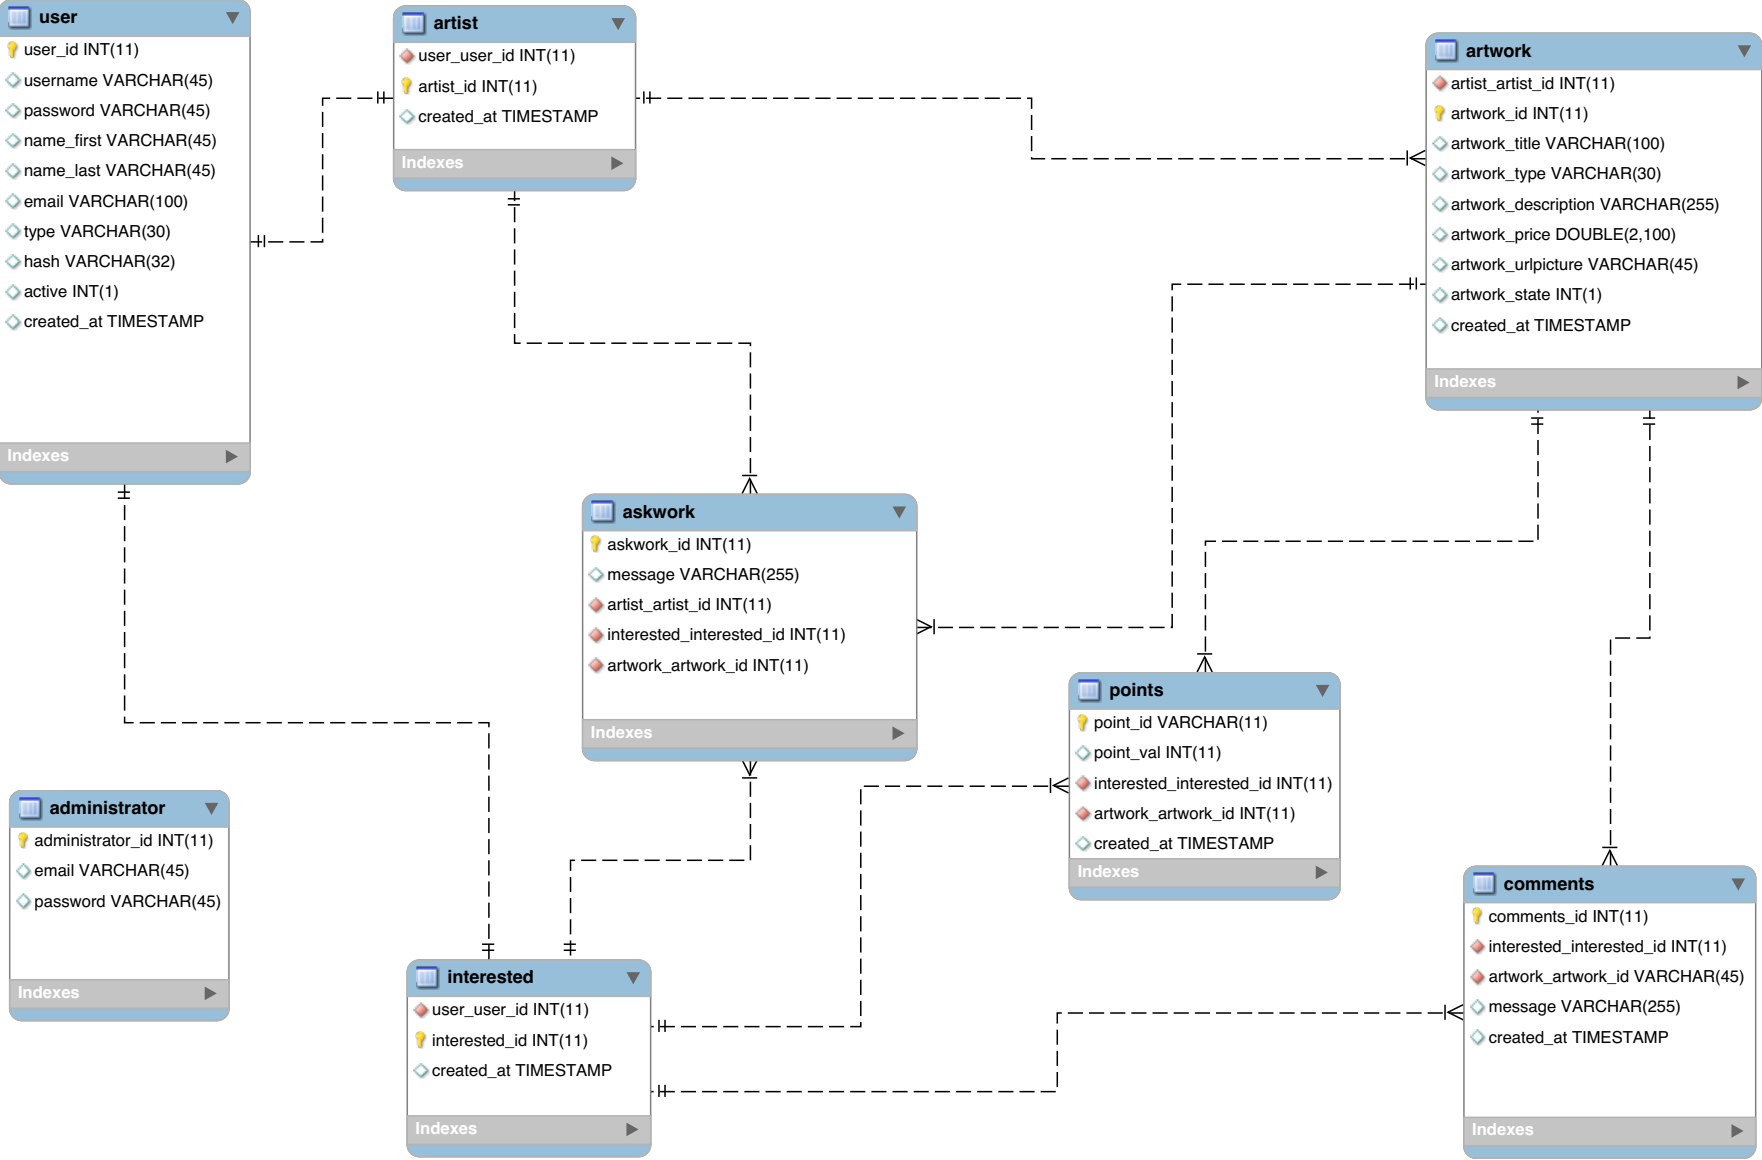 user
user_id INT(11)
username VARCHAR(45)
password VARCHAR(45)
name_first VARCHAR(45)
name_last VARCHAR(45)
email VARCHAR(100)
type VARCHAR(30)
hash VARCHAR(32)
active INT(1)
created_at TIMESTAMP
Indexes
artist
user_user_id INT(11)
artist_id INT(11)
created_at TIMESTAMP
Indexes
artwork
artist_artist_id INT(11)
artwork_id INT(11)
artwork_title VARCHAR(100)
artwork_type VARCHAR(30)
artwork_description VARCHAR(255)
artwork_price DOUBLE(2,100)
artwork_urlpicture VARCHAR(45)
artwork_state INT(1)
created_at TIMESTAMP
Indexes
askwork
askwork_id INT(11)
message VARCHAR(255)
artist_artist_id INT(11)
interested_interested_id INT(11)
artwork_artwork_id INT(11)
Indexes
points
point_id VARCHAR(11)
point_val INT(11)
interested_interested_id INT(11)
artwork_artwork_id INT(11)
created_at TIMESTAMP
Indexes
administrator
administrator_id INT(11)
email VARCHAR(45)
password VARCHAR(45)
Indexes
interested
user_user_id INT(11)
interested_id INT(11)
created_at TIMESTAMP
Indexes
comments
comments_id INT(11)
interested_interested_id INT(11)
artwork_artwork_id VARCHAR(45)
message VARCHAR(255)
created_at TIMESTAMP
Indexes